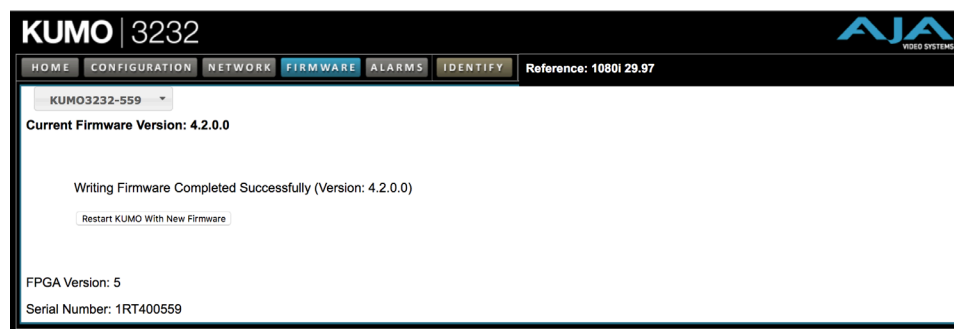 KUMO | 3232
AJA
VIDEO SYSTEMS
HOME CONFIGURATION NETWORK FIRMWARE ALARMS IDENTIFY Reference: 1080i 29.97
KUMO3232-559
Current Firmware Version: 4.2.0.0
Writing Firmware Completed Successfully (Version: 4.2.0.0)
Restart KUMO With New Firmware
FPGA Version: 5
Serial Number: 1RT400559